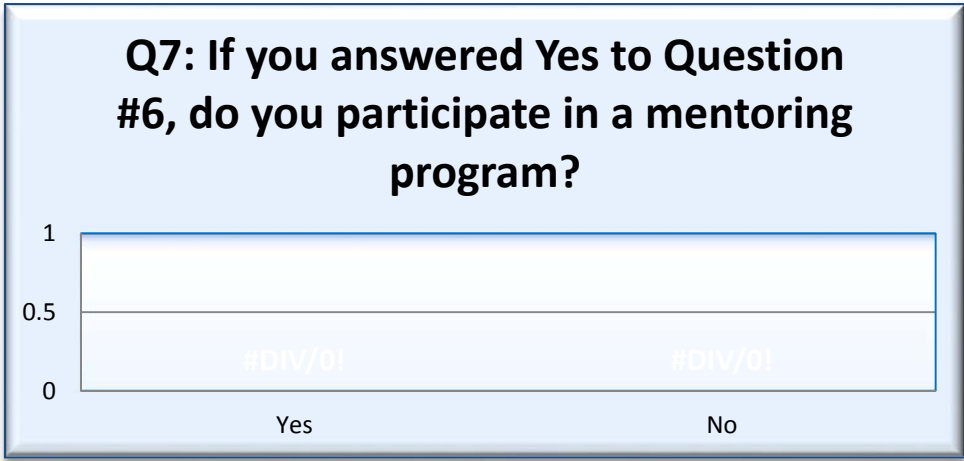 Q7: If you answered Yes to Question
#6, do you participate in a mentoring
program?
1
0.5
#DIV/0! #DIV/0!
0
Yes No